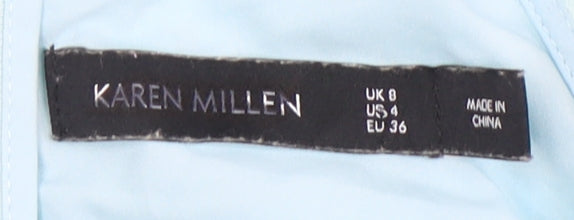 KAREN MILLEN
UK 8
US 4
EU 36
MADE IN
CHINA